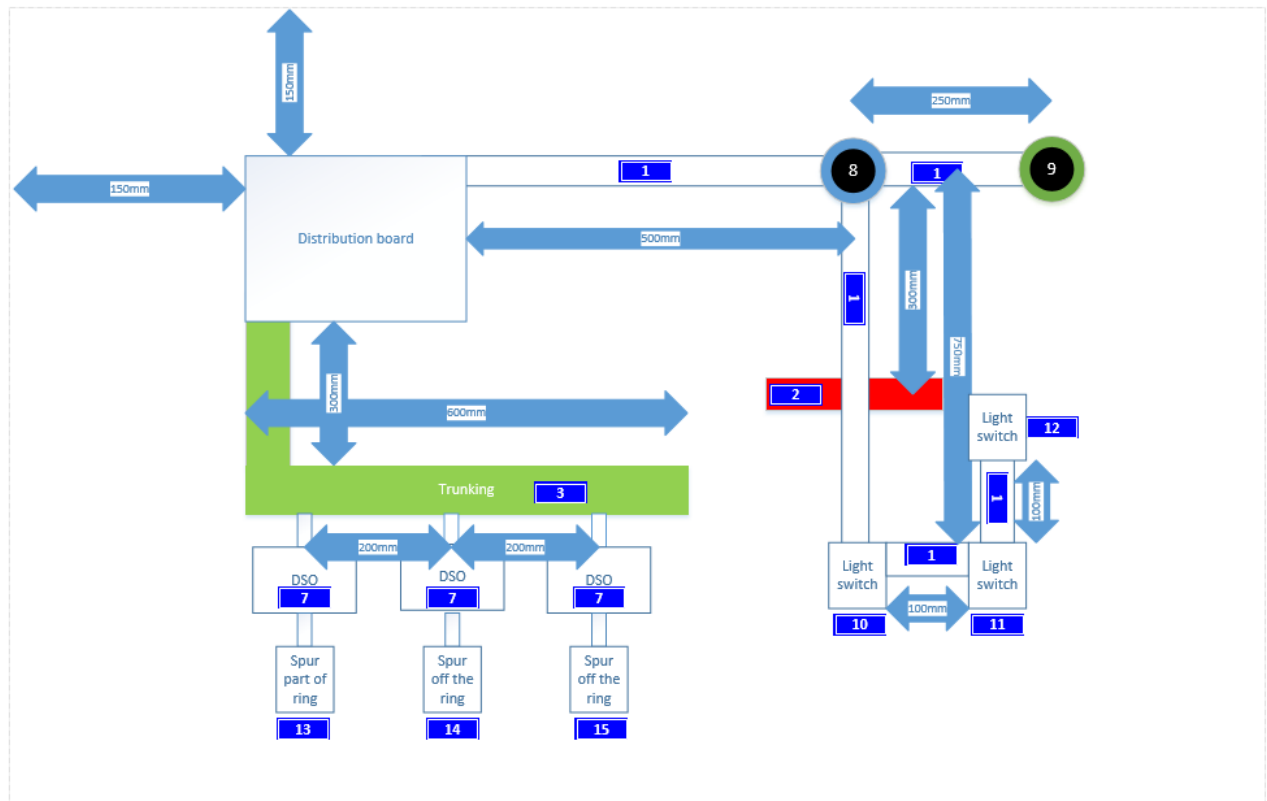 150mm
250mm
150mm
1
8
1
9
Distribution board
500mm
1
300mm
750mm
300mm
600mm
2
Light
switch
12
Trunking
3
1
100mm
200mm
200mm
DSO
7
DSO
7
DSO
7
Light
switch
1
Light
switch
100mm
10
11
Spur
part of
ring
Spur
off the
ring
Spur
off the
ring
13
14
15